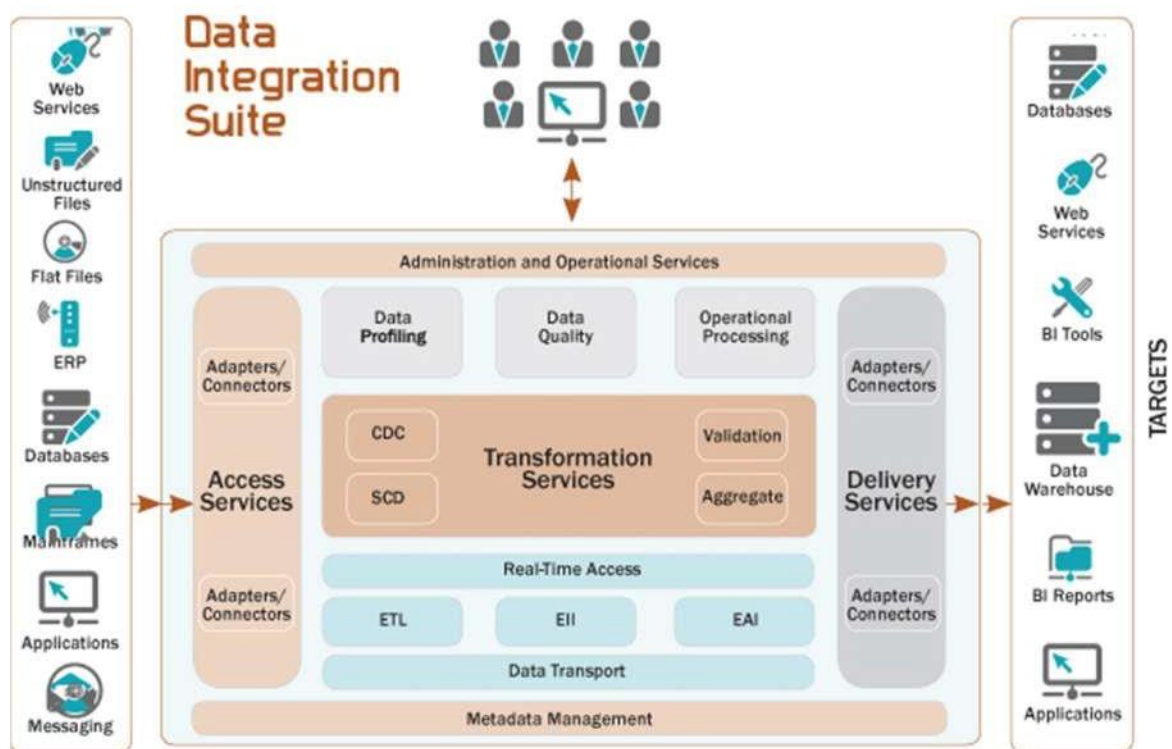 Data
Integration
Suite
Web
Services
Unstructured
Files
Flat Files
ERP
Databases
Mainframes
Applications
Messaging
Administration and Operational Services
Adapters/
Connectors
Access
Services
Adapters/
Connectors
Data
Profiling
Data
Quality
Operational
Processing
CDC
SCD
Transformation
Services
Validation
Aggregate
Real-Time Access
ETL
EII
EAI
Data Transport
Adapters/
Connectors
Delivery
Services
Adapters/
Connectors
Metadata Management
Databases
Web
Services
BI Tools
Data
Warehouse
BI Reports
Applications
TARGETS